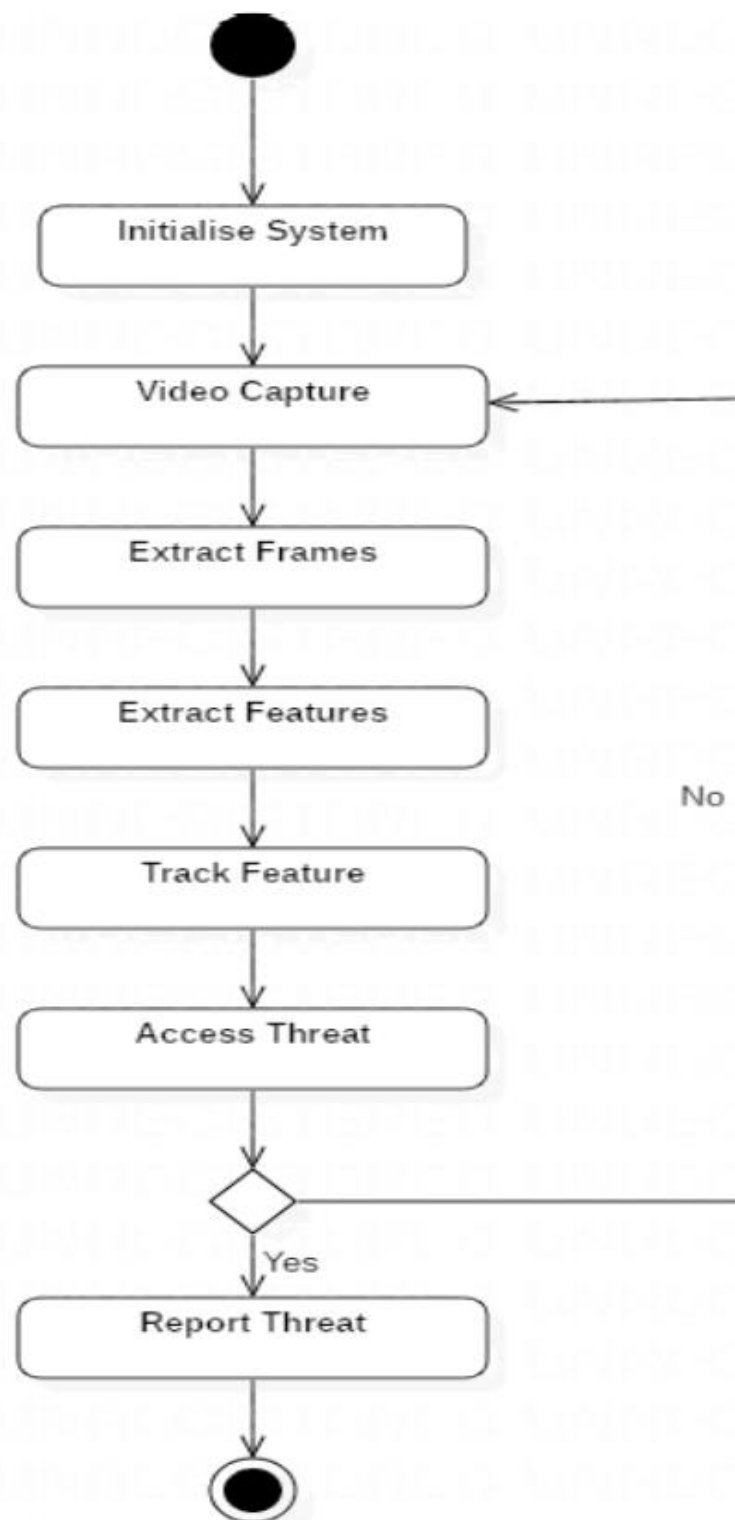 Initialise System
Video Capture
Extract Frames
Extract Features
No
Track Feature
Access Threat
Yes
Report Threat